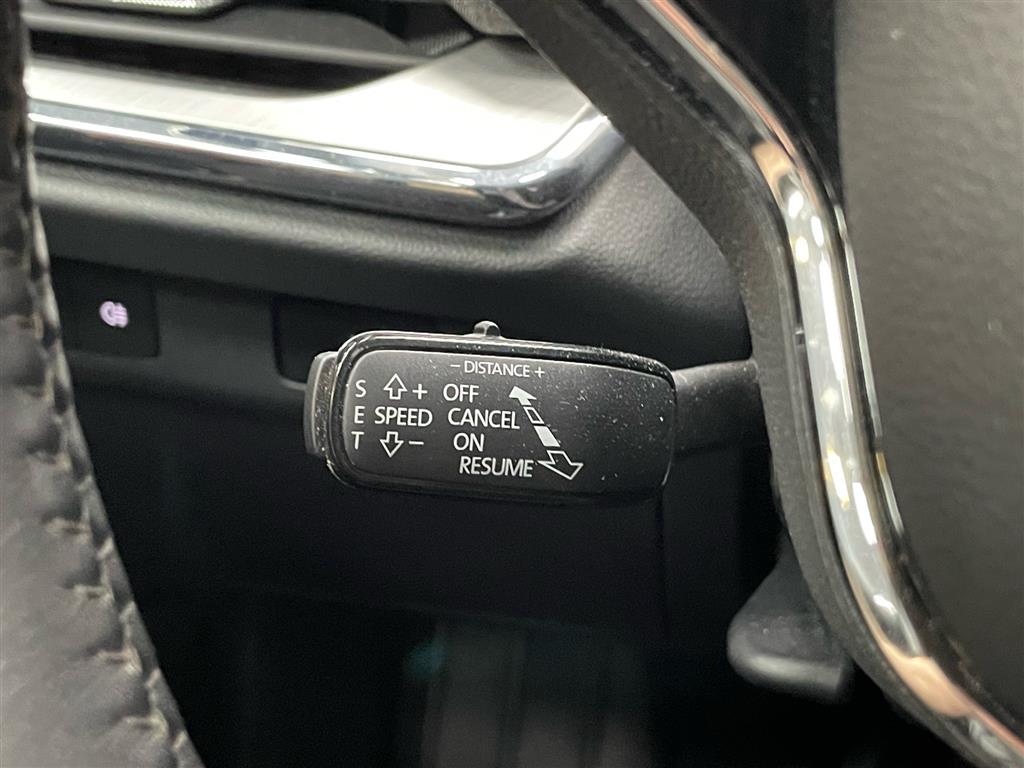 − DISTANCE +
S + OFF
E SPEED CANCEL
T − ON
RESUME